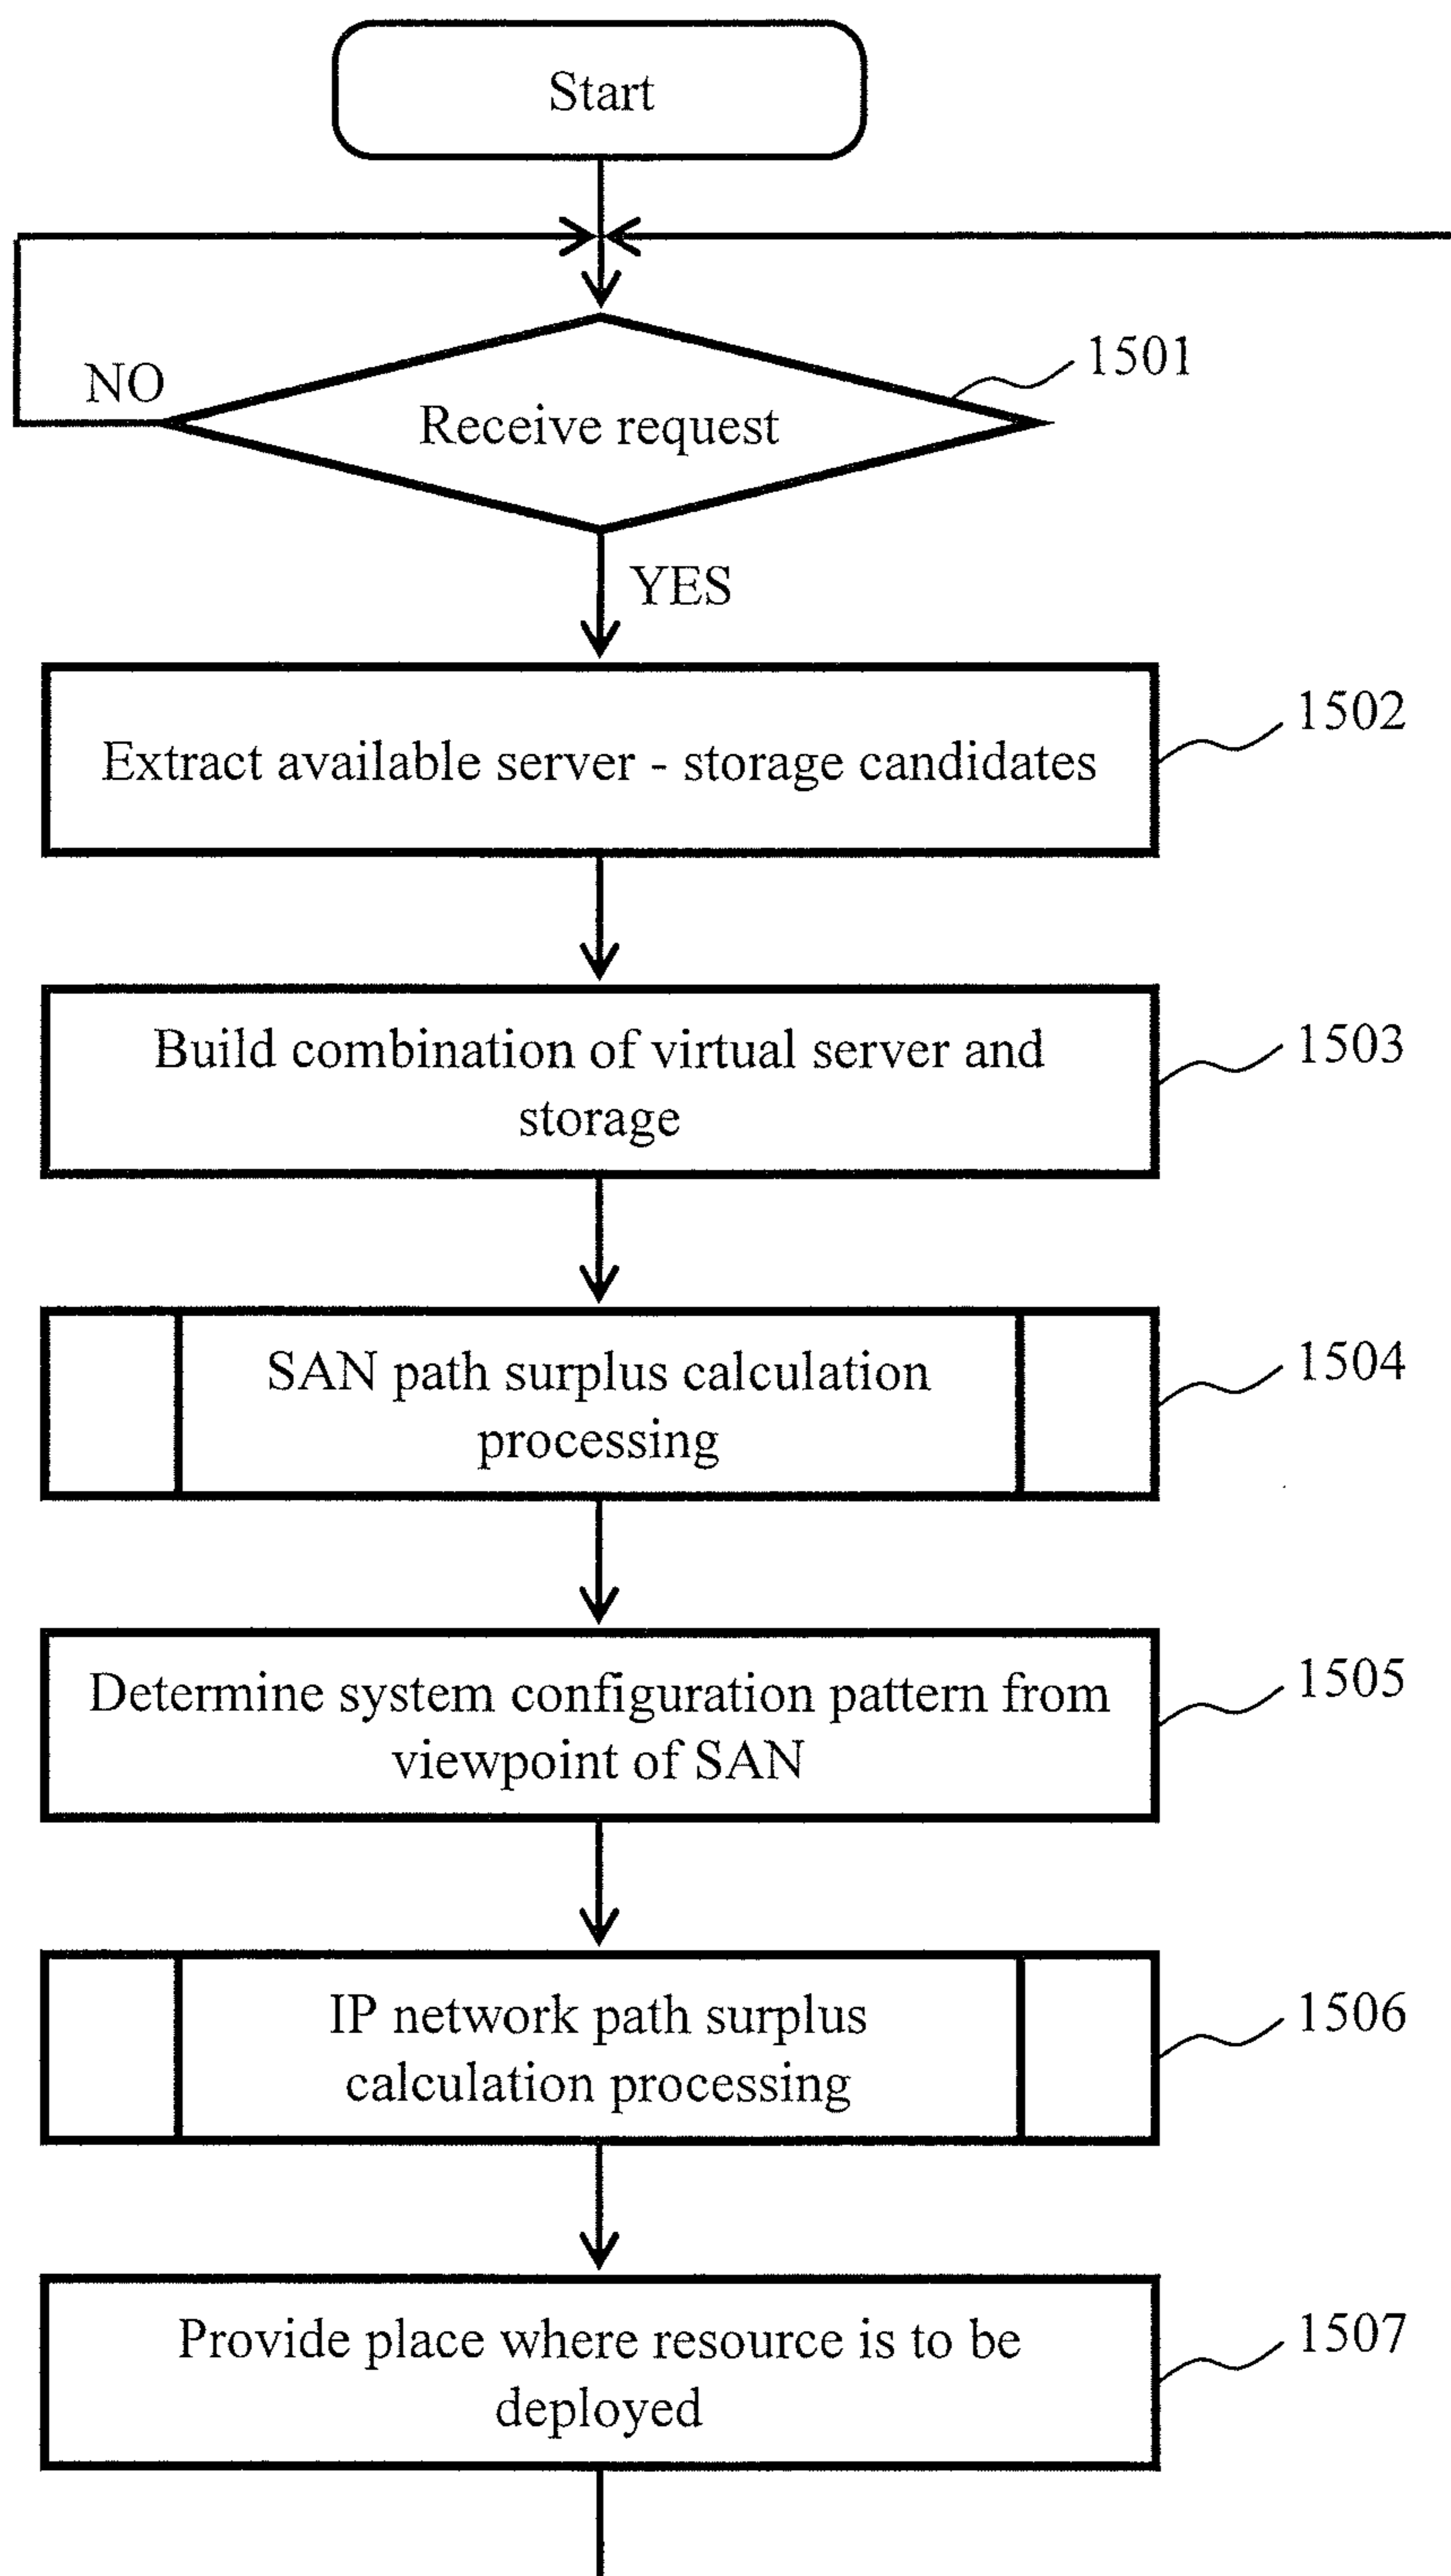 Start
1501
NO
Receive request
YES
1502
Extract available server - storage candidates
1503
Build combination of virtual server and
storage
1504
SAN path surplus calculation
processing
1505
Determine system configuration pattern from
viewpoint of SAN
1506
IP network path surplus
calculation processing
1507
Provide place where resource is to be
deployed